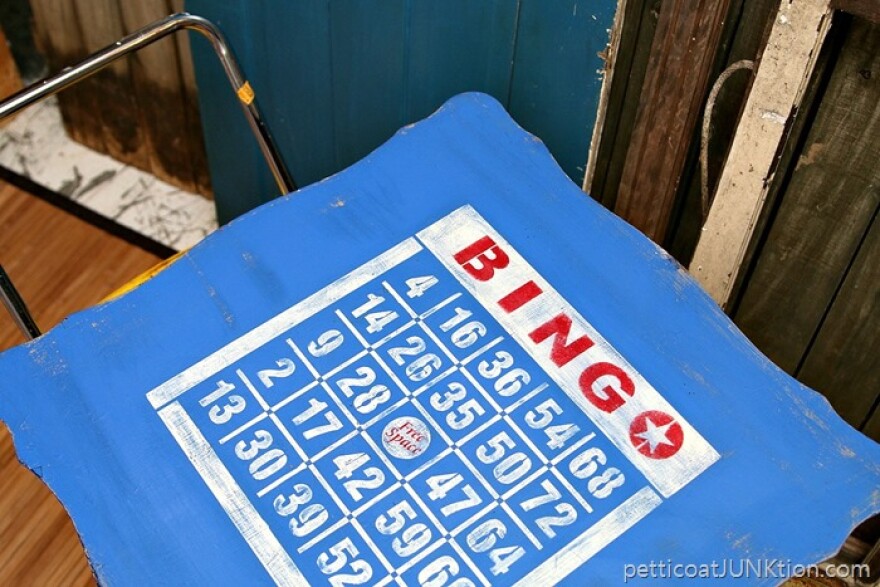 BINGO
4 16 36 54 68
14 26 35 50 72
9 28 Free 47 64
Space
2 17 42 59
13 30 39 52
petticoatJUNKtion.com